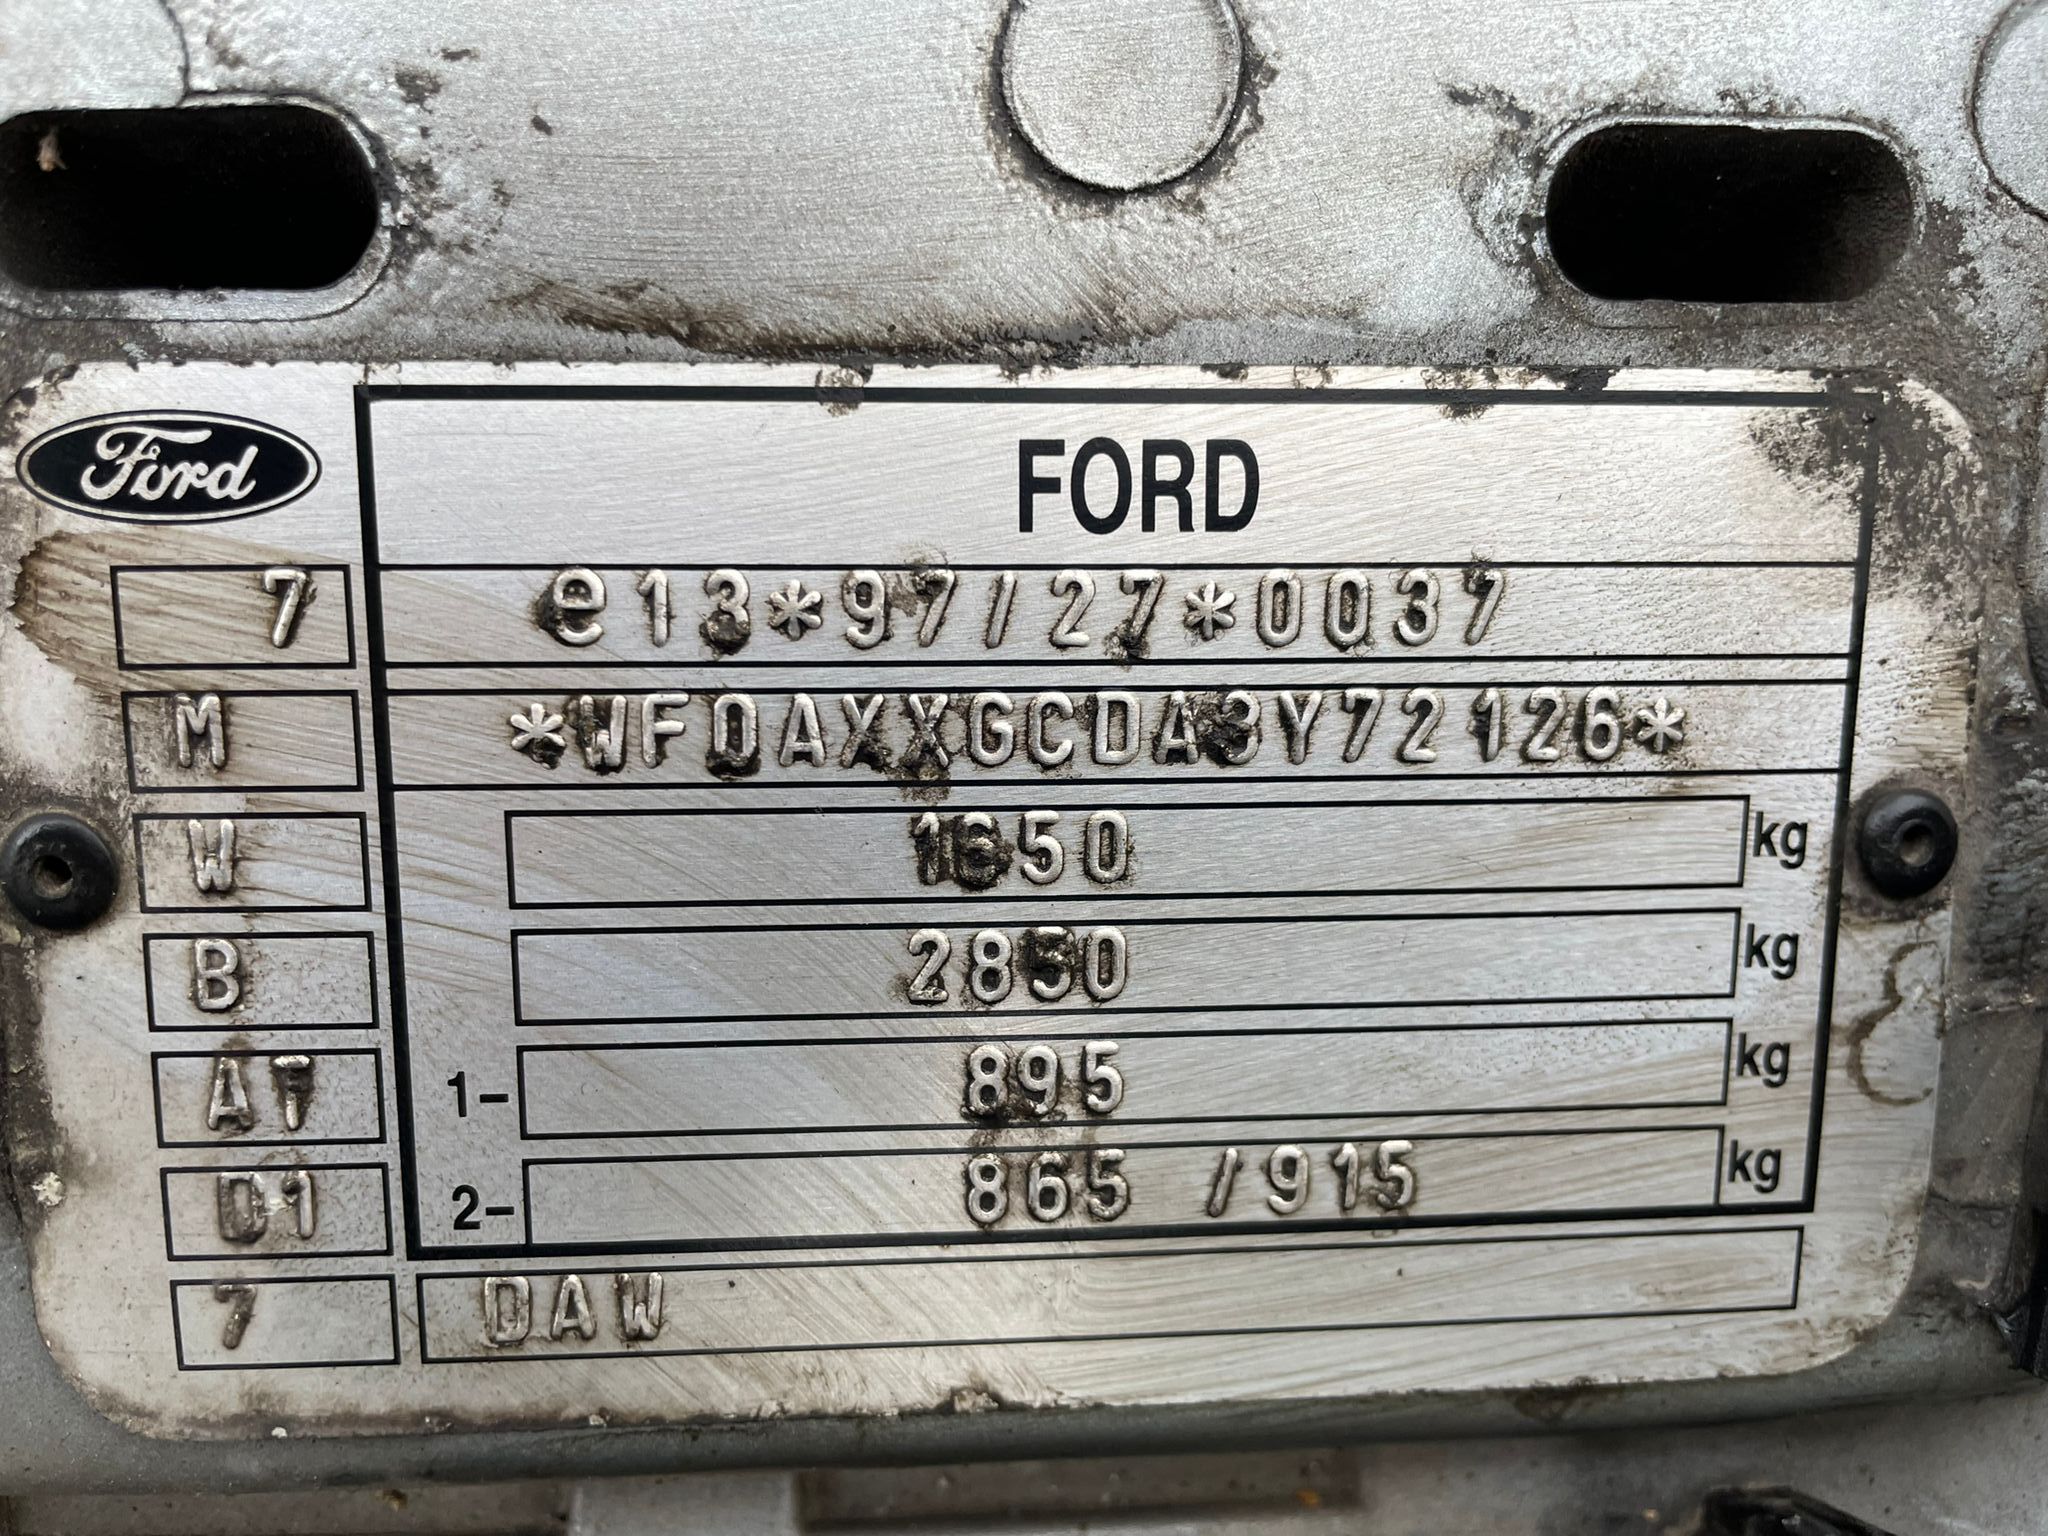 Ford
FORD
7 e13*97/27*0037
M *WF0AXXGCDA3Y72126*
W 1650 kg
B 2850 kg
AT 1- 895 kg
D1 2- 865 /915 kg
7 DAW